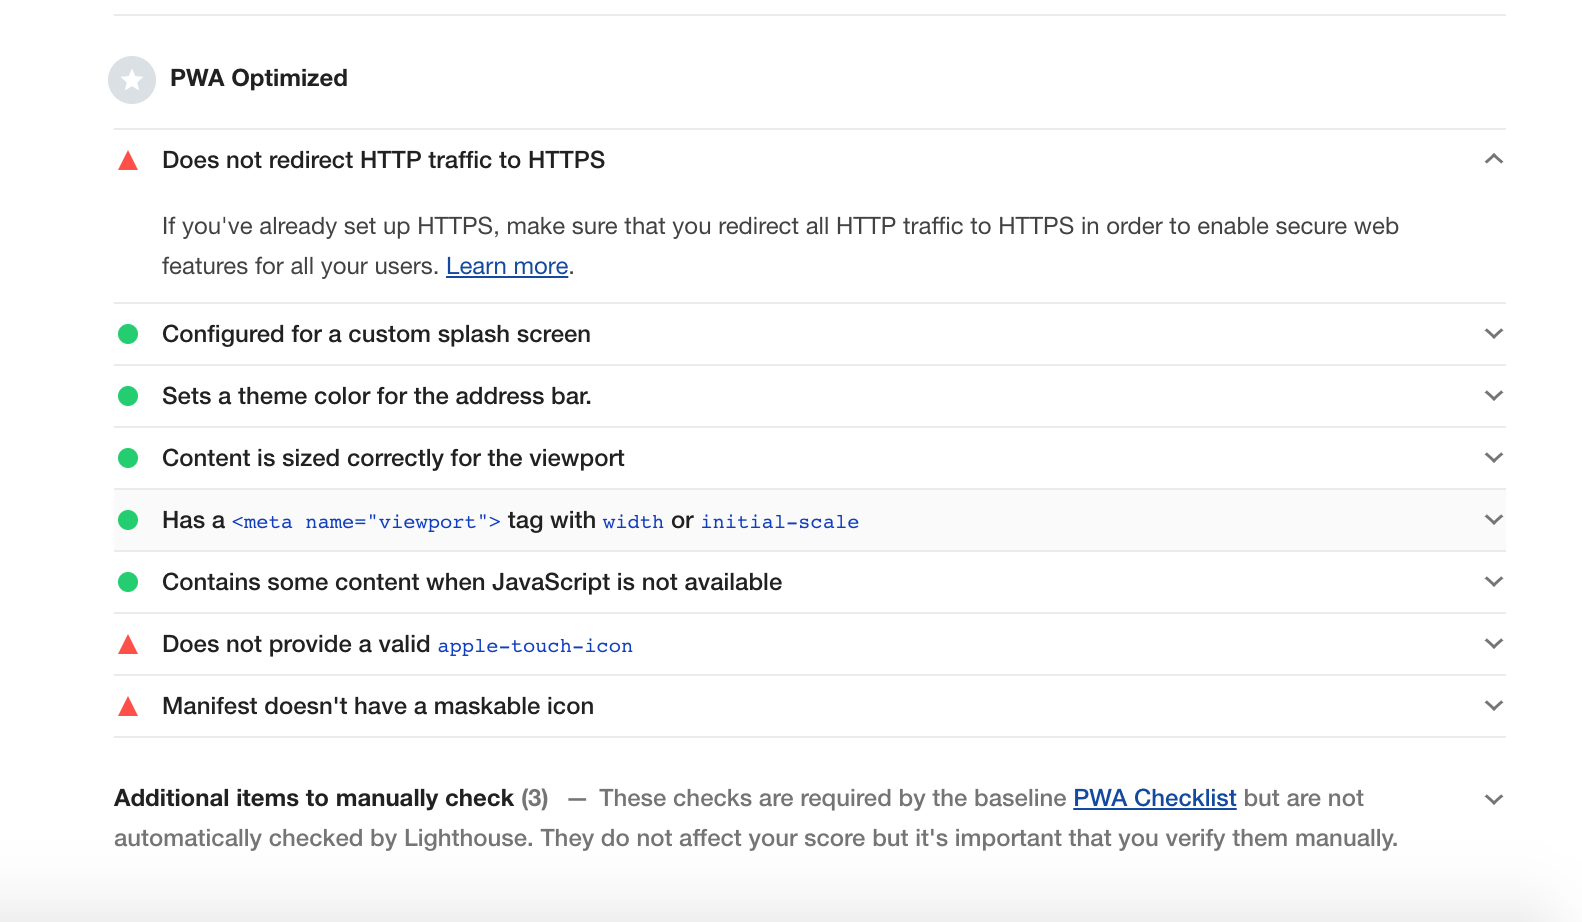 PWA Optimized
Does not redirect HTTP traffic to HTTPS
If you've already set up HTTPS, make sure that you redirect all HTTP traffic to HTTPS in order to enable secure web
features for all your users. Learn more.
Configured for a custom splash screen
Sets a theme color for the address bar.
Content is sized correctly for the viewport
Has a <meta name="viewport"> tag with width or initial-scale
Contains some content when JavaScript is not available
Does not provide a valid apple-touch-icon
Manifest doesn't have a maskable icon
Additional items to manually check (3) — These checks are required by the baseline PWA Checklist but are not
automatically checked by Lighthouse. They do not affect your score but it's important that you verify them manually.